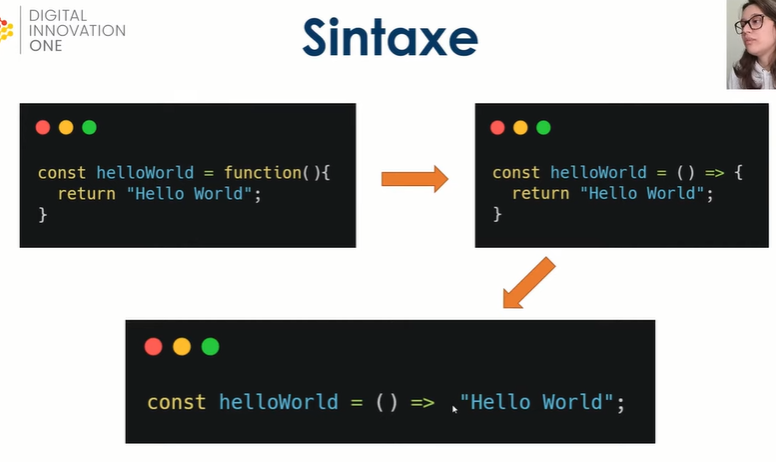 DIGITAL
INNOVATION
ONE
Sintaxe
const helloWorld = function(){
  return "Hello World";
}
const helloWorld = () => {
  return "Hello World";
}
const helloWorld = () => "Hello World";